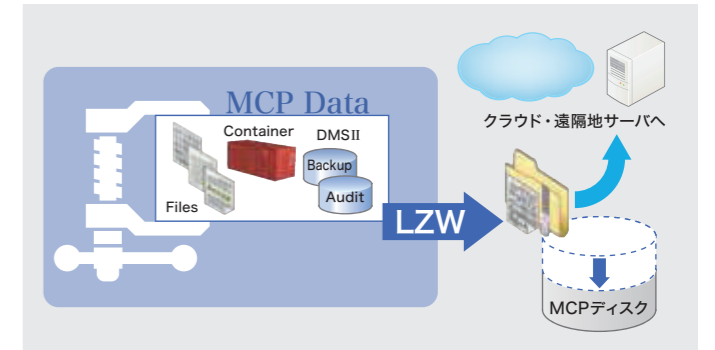 MCP Data
Container
DMSII
Backup
Audit
Files
LZW
クラウド・遠隔地サーバへ
MCPディスク